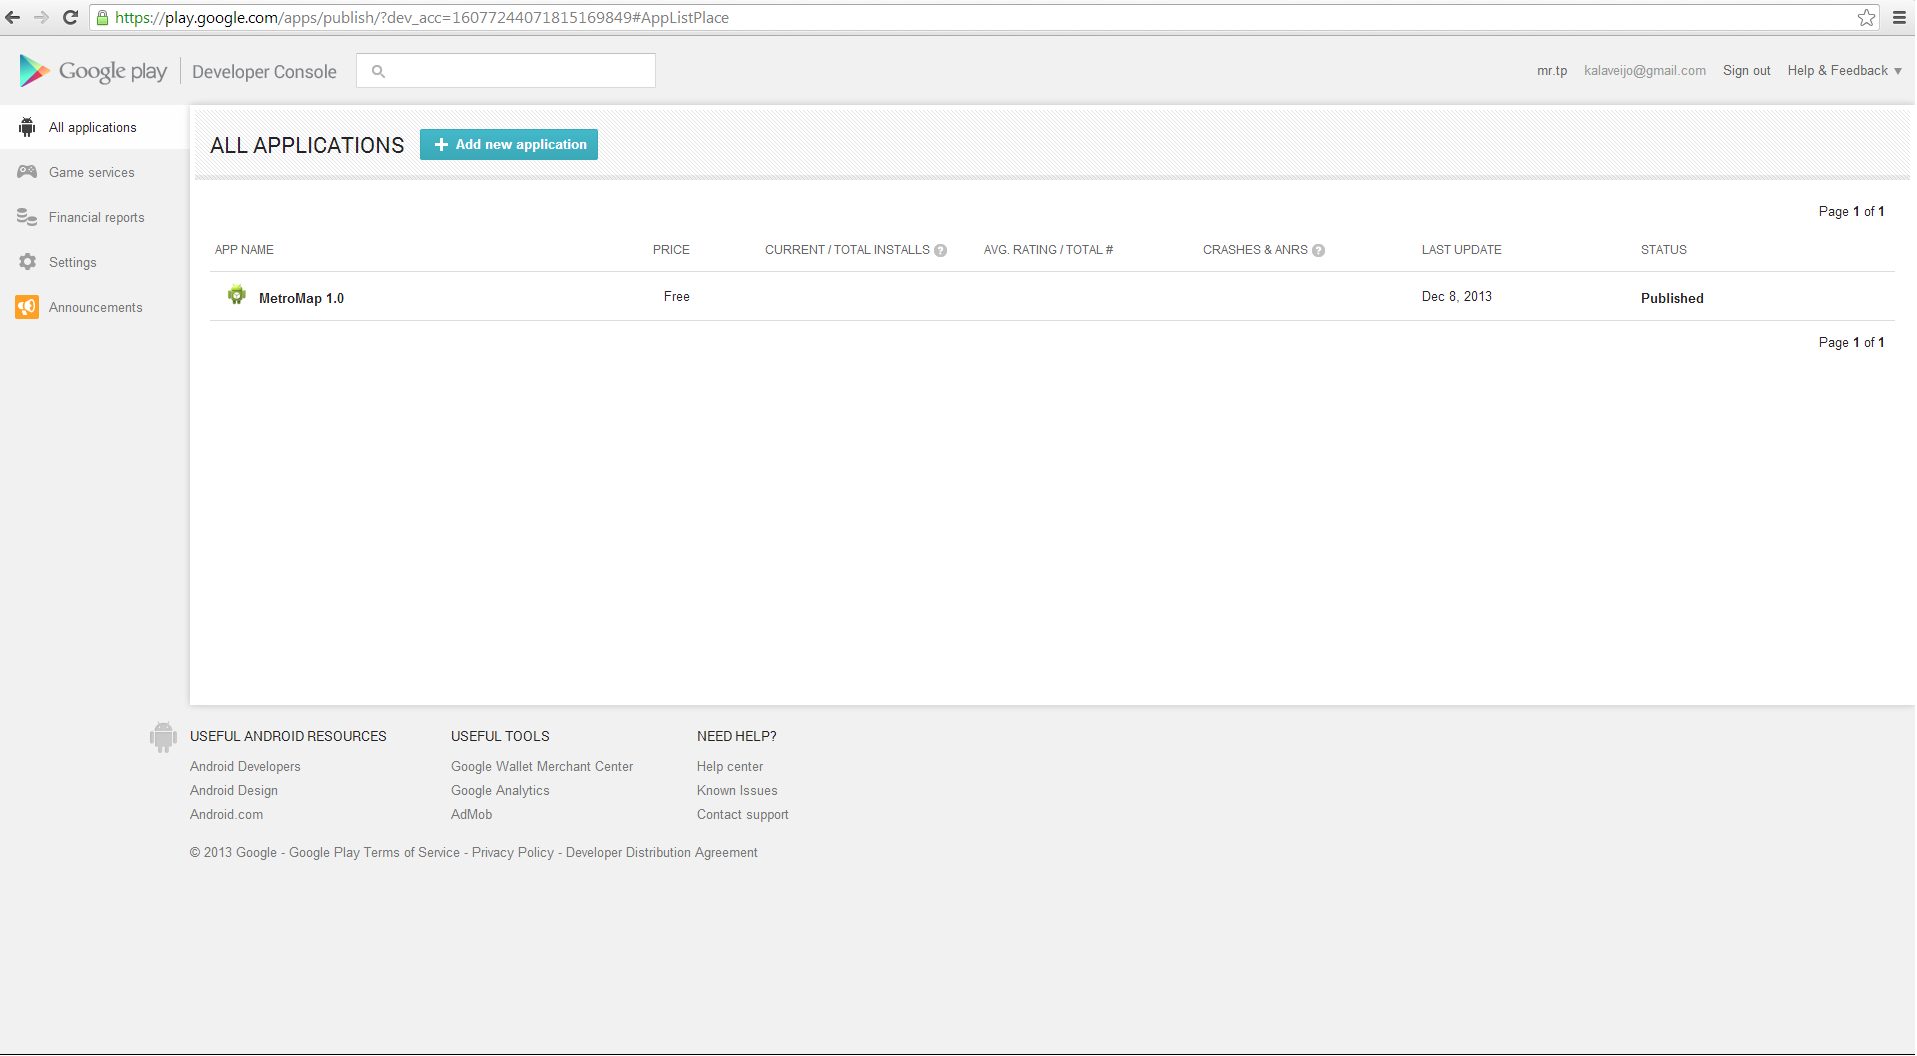 https://play.google.com/apps/publish/?dev_acc=16077244071815169849#AppListPlace
Google play Developer Console
mr.tp kalaveijo@gmail.com Sign out Help & Feedback
All applications
Game services
Financial reports
Settings
Announcements
ALL APPLICATIONS Add new application
Page 1 of 1
APP NAME PRICE CURRENT / TOTAL INSTALLS ? AVG. RATING / TOTAL # CRASHES & ANRS ? LAST UPDATE STATUS
MetroMap 1.0 Free Dec 8, 2013 Published
Page 1 of 1
USEFUL ANDROID RESOURCES USEFUL TOOLS NEED HELP?
Android Developers Google Wallet Merchant Center Help center
Android Design Google Analytics Known Issues
Android.com AdMob Contact support
© 2013 Google - Google Play Terms of Service - Privacy Policy - Developer Distribution Agreement